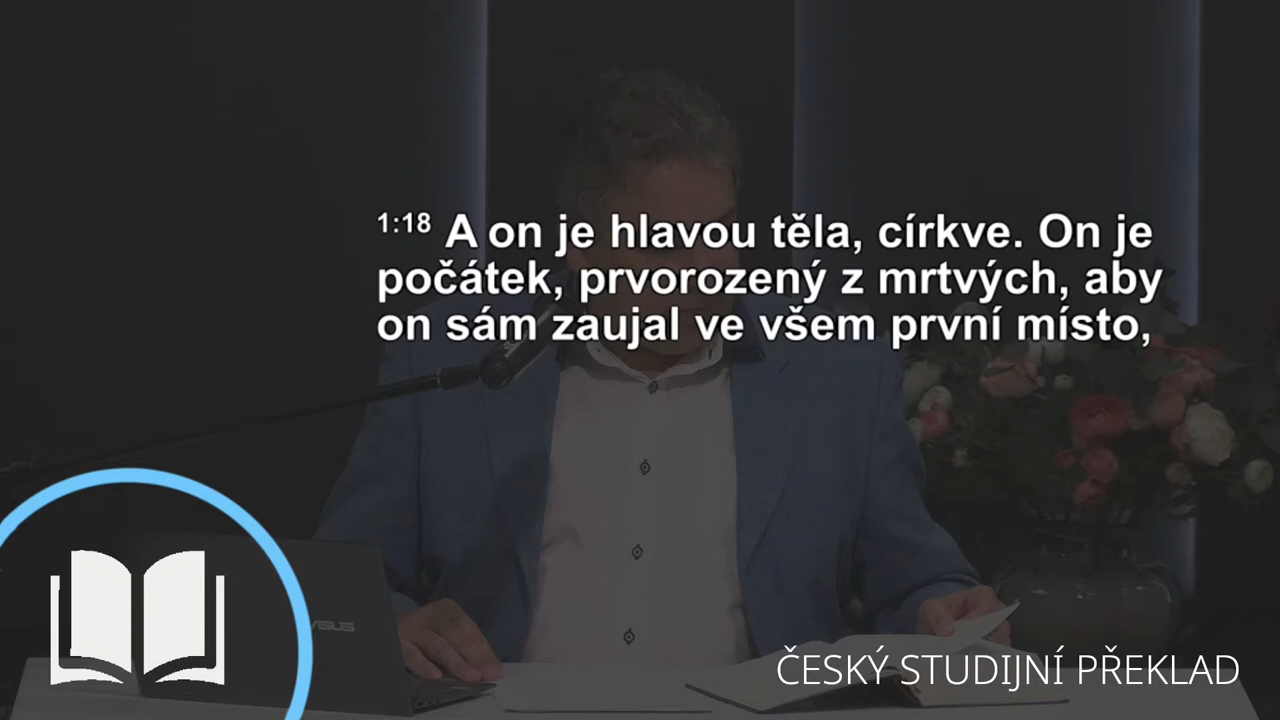 1:18 A on je hlavou těla, církve. On je
počátek, prvorozený z mrtvých, aby
on sám zaujal ve všem první místo,
ASUS
ČESKÝ STUDIJNÍ PŘEKLAD